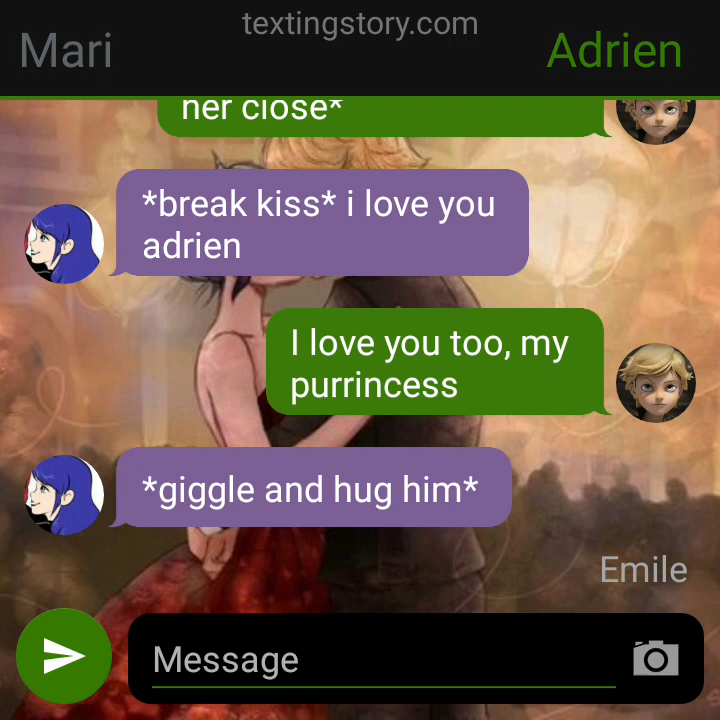 textingstory.com
Mari
Adrien
her close*
*break kiss* i love you
adrien
I love you too, my
purrincess
*giggle and hug him*
Emile
Message